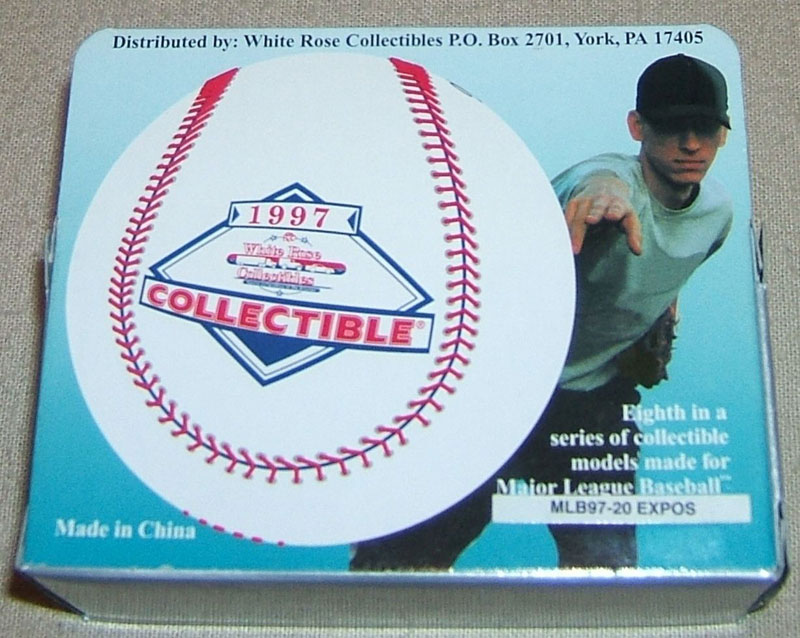 Distributed by: White Rose Collectibles P.O. Box 2701, York, PA 17405
1997
White Rose
Collectibles
COLLECTIBLE®
Eighth in a
series of collectible
models made for
Major League Baseball™
MLB97-20 EXPOS
Made in China